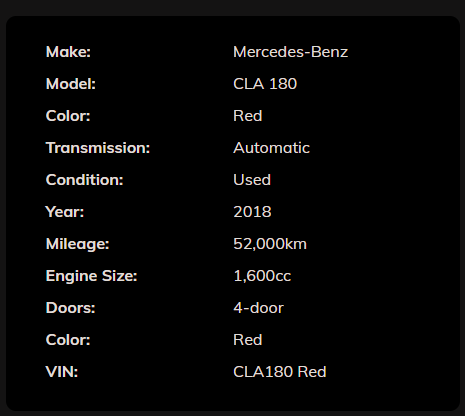 Make: Mercedes-Benz
Model: CLA 180
Color: Red
Transmission: Automatic
Condition: Used
Year: 2018
Mileage: 52,000km
Engine Size: 1,600cc
Doors: 4-door
Color: Red
VIN: CLA180 Red